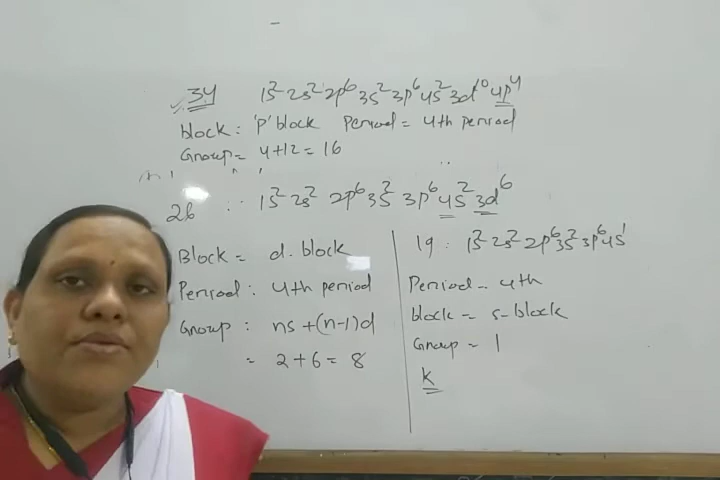 34 1s² 2s² 2p⁶ 3s² 3p⁶ 4s² 3d¹⁰ 4p⁴
block: 'p' block Period = 4th period
Group = 4+12 = 16
26 : 1s² 2s² 2p⁶ 3s² 3p⁶ 4s² 3d⁶
Block = d. block
Period: 4th period
Group: ns + (n-1)d
= 2 + 6 = 8
19 : 1s² 2s² 2p⁶ 3s² 3p⁶ 4s¹
Period - 4th
block = s-block
Group = 1
K